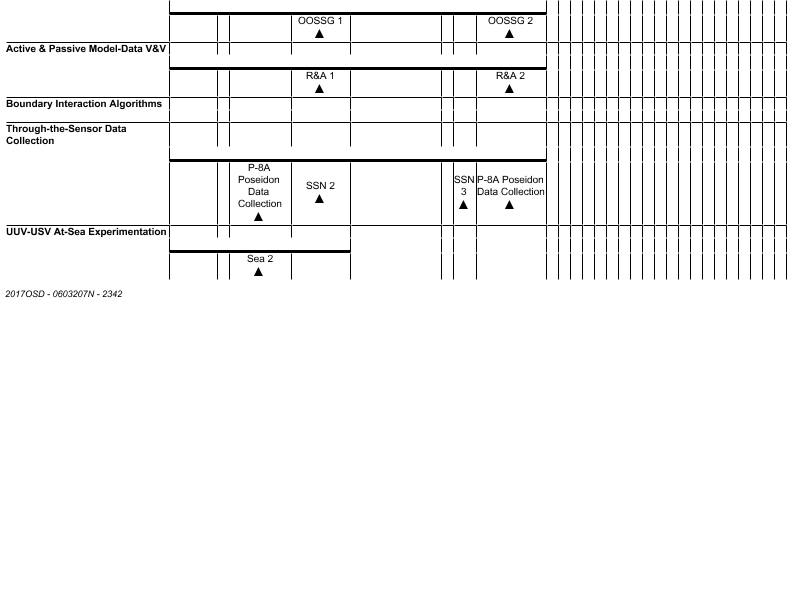 OOSSG 1
OOSSG 2
Active & Passive Model-Data V&V
R&A 1
R&A 2
Boundary Interaction Algorithms
Through-the-Sensor Data
Collection
P-8A
Poseidon
Data
Collection
SSN 2
SSN
3
P-8A Poseidon
Data Collection
UUV-USV At-Sea Experimentation
Sea 2
2017OSD - 0603207N - 2342